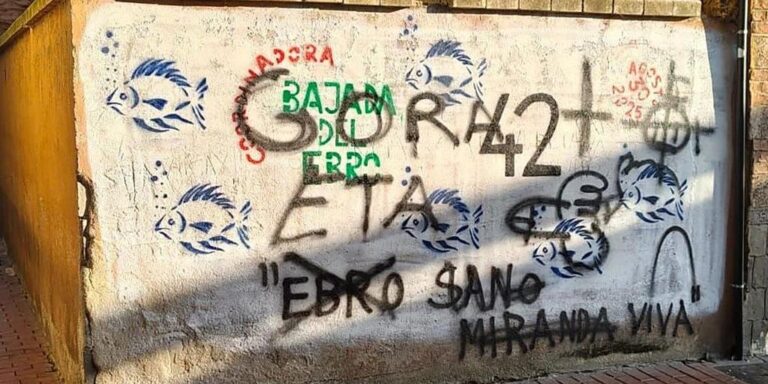 COORDINADORA
BAJADA
DEL
EBRO
AGOSTO
2025
GORA 42+
ETA
"EBRO SANO
MIRANDA VIVA"